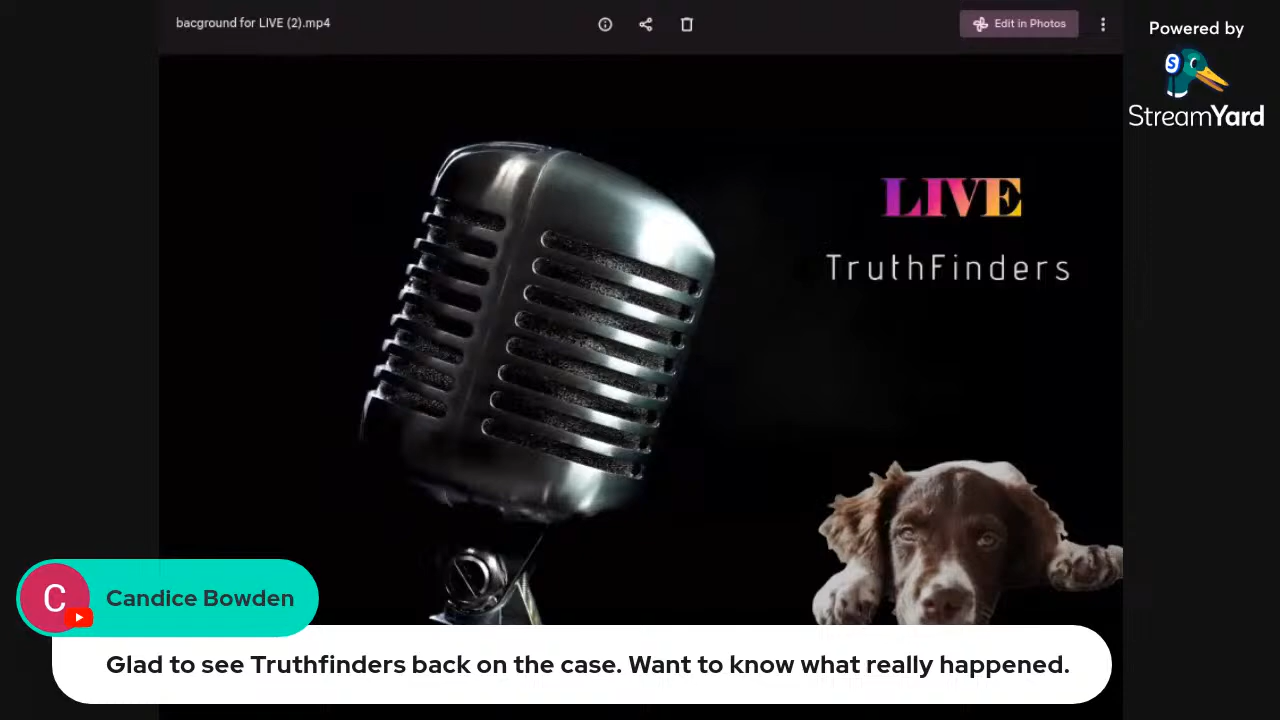 bacground for LIVE (2).mp4
Edit in Photos
Powered by
S
StreamYard
LIVE
TruthFinders
C
Candice Bowden
Glad to see Truthfinders back on the case. Want to know what really happened.